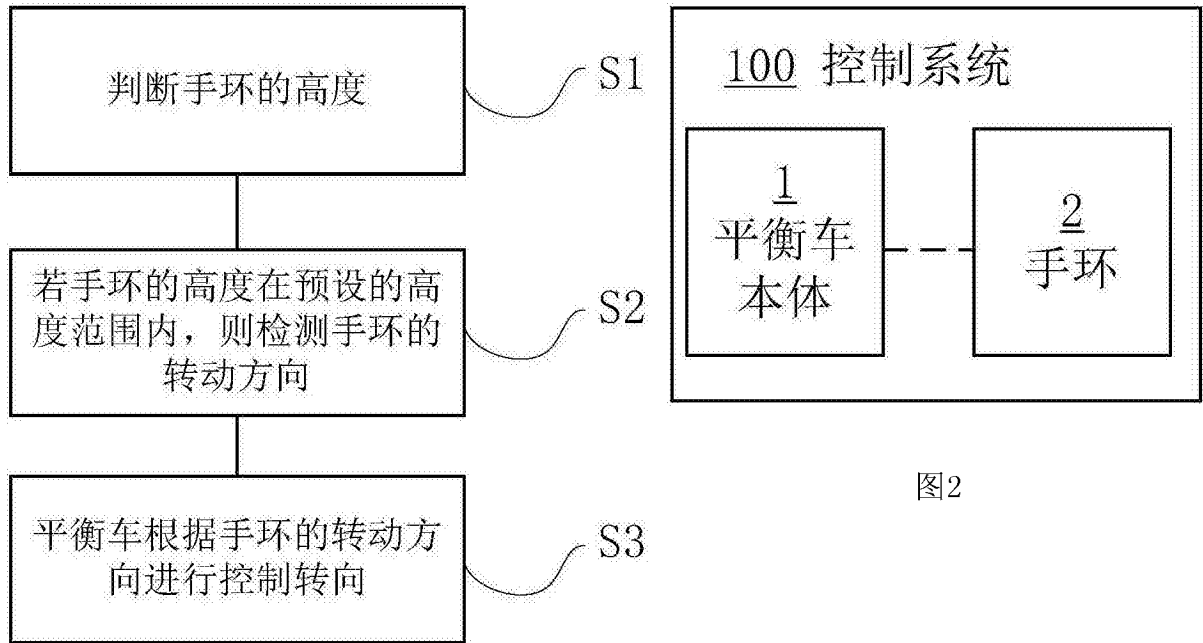 判断手环的高度
S1
若手环的高度在预设的高
度范围内，则检测手环的
转动方向
S2
平衡车根据手环的转动方
向进行控制转向
S3
100 控制系统
1
平衡车
本体
2
手环
图2